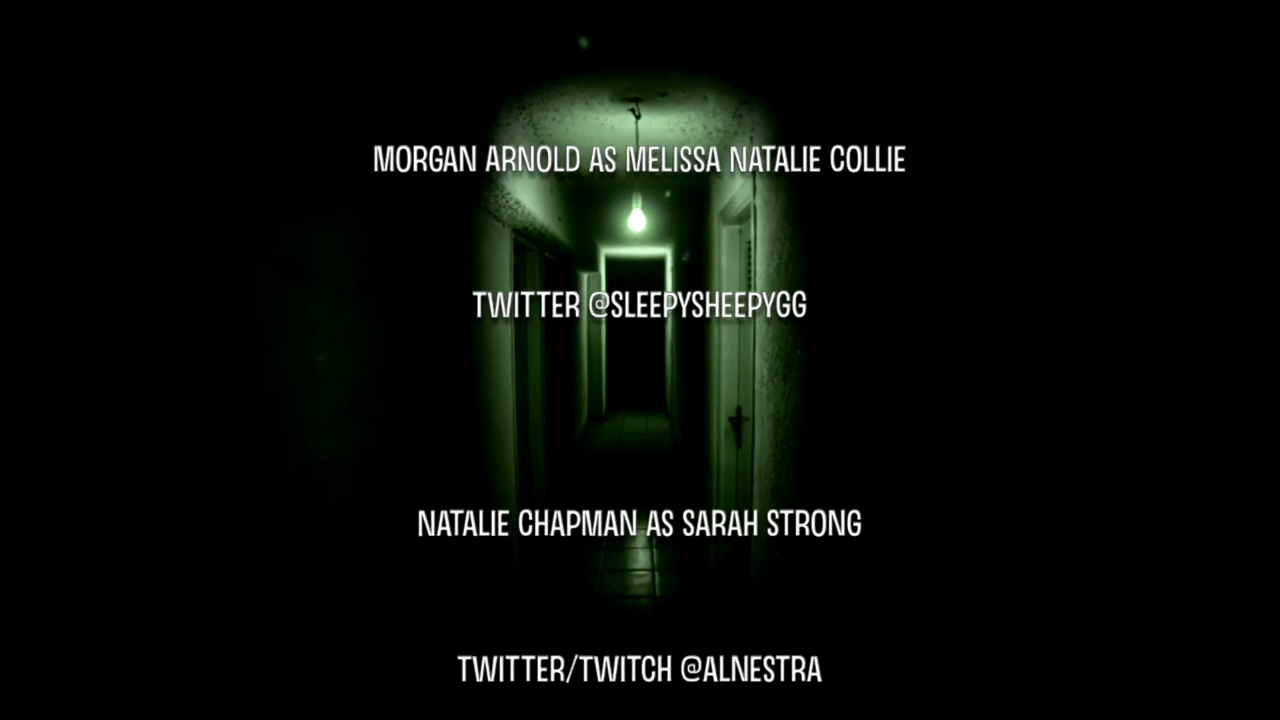 MORGAN ARNOLD AS MELISSA NATALIE COLLIE
TWITTER @SLEEPYSHEEPYGG
NATALIE CHAPMAN AS SARAH STRONG
TWITTER/TWITCH @ALNESTRA